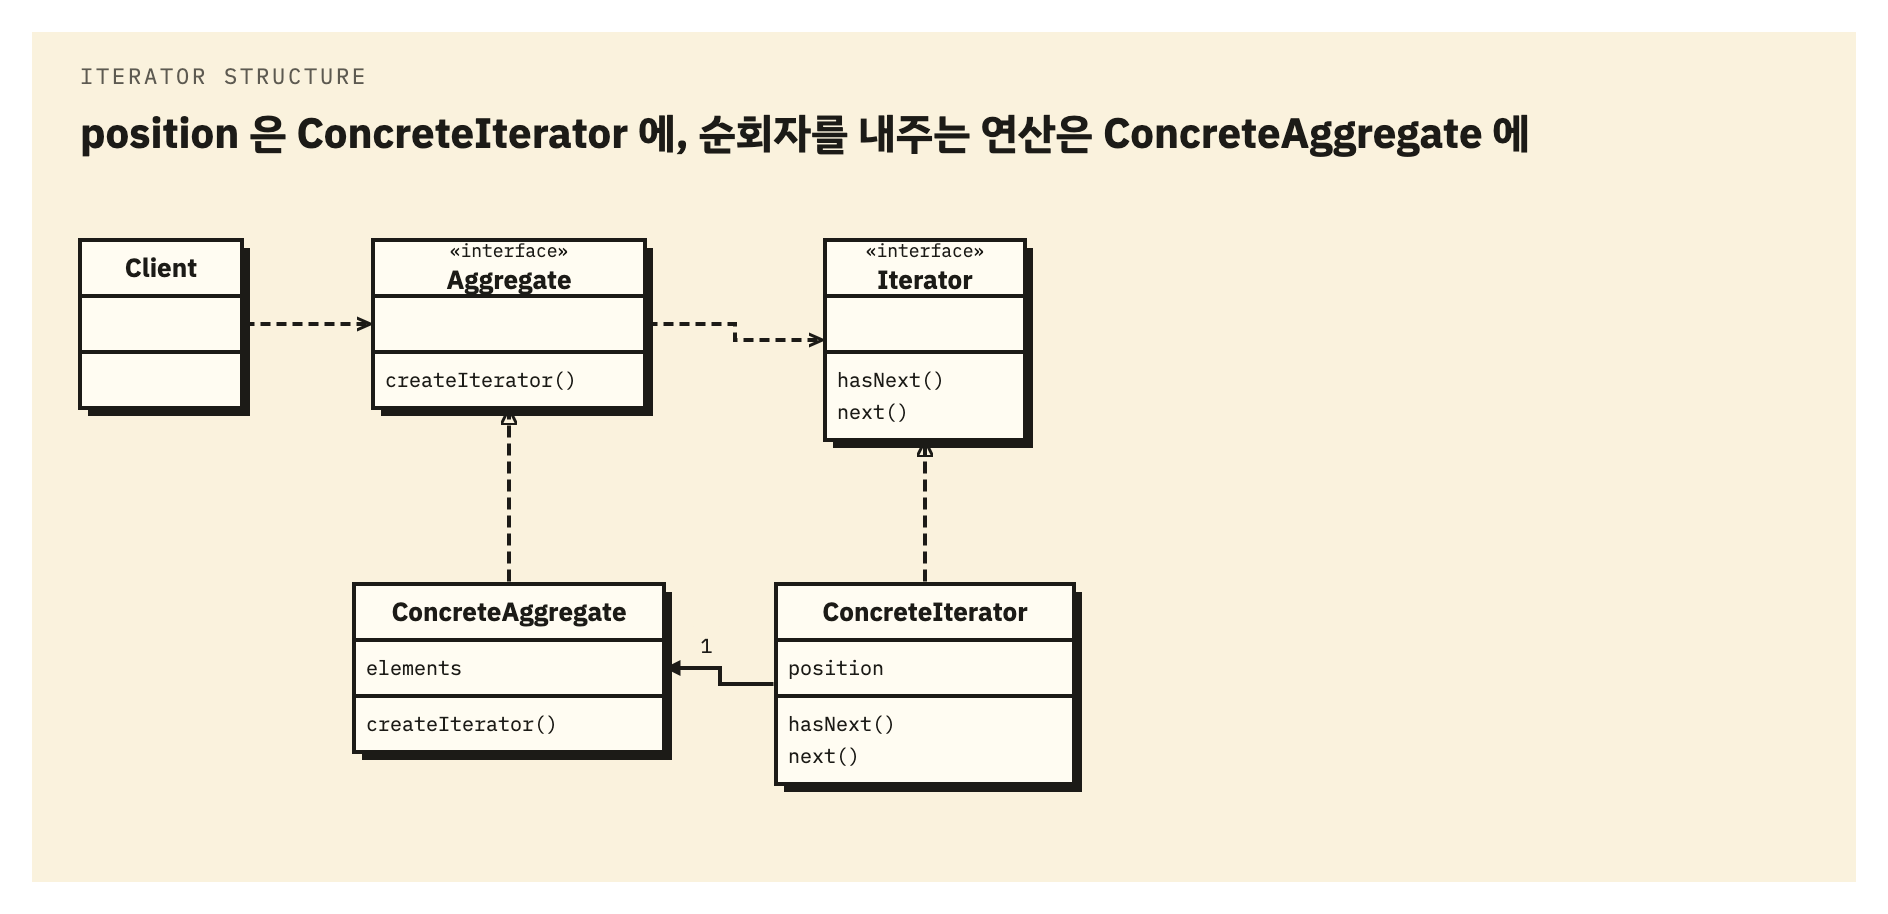 ITERATOR STRUCTURE
position 은 ConcreteIterator 에, 순회자를 내주는 연산은 ConcreteAggregate 에
Client
«interface»
Aggregate
createIterator()
«interface»
Iterator
hasNext()
next()
ConcreteAggregate
elements
createIterator()
1
ConcreteIterator
position
hasNext()
next()